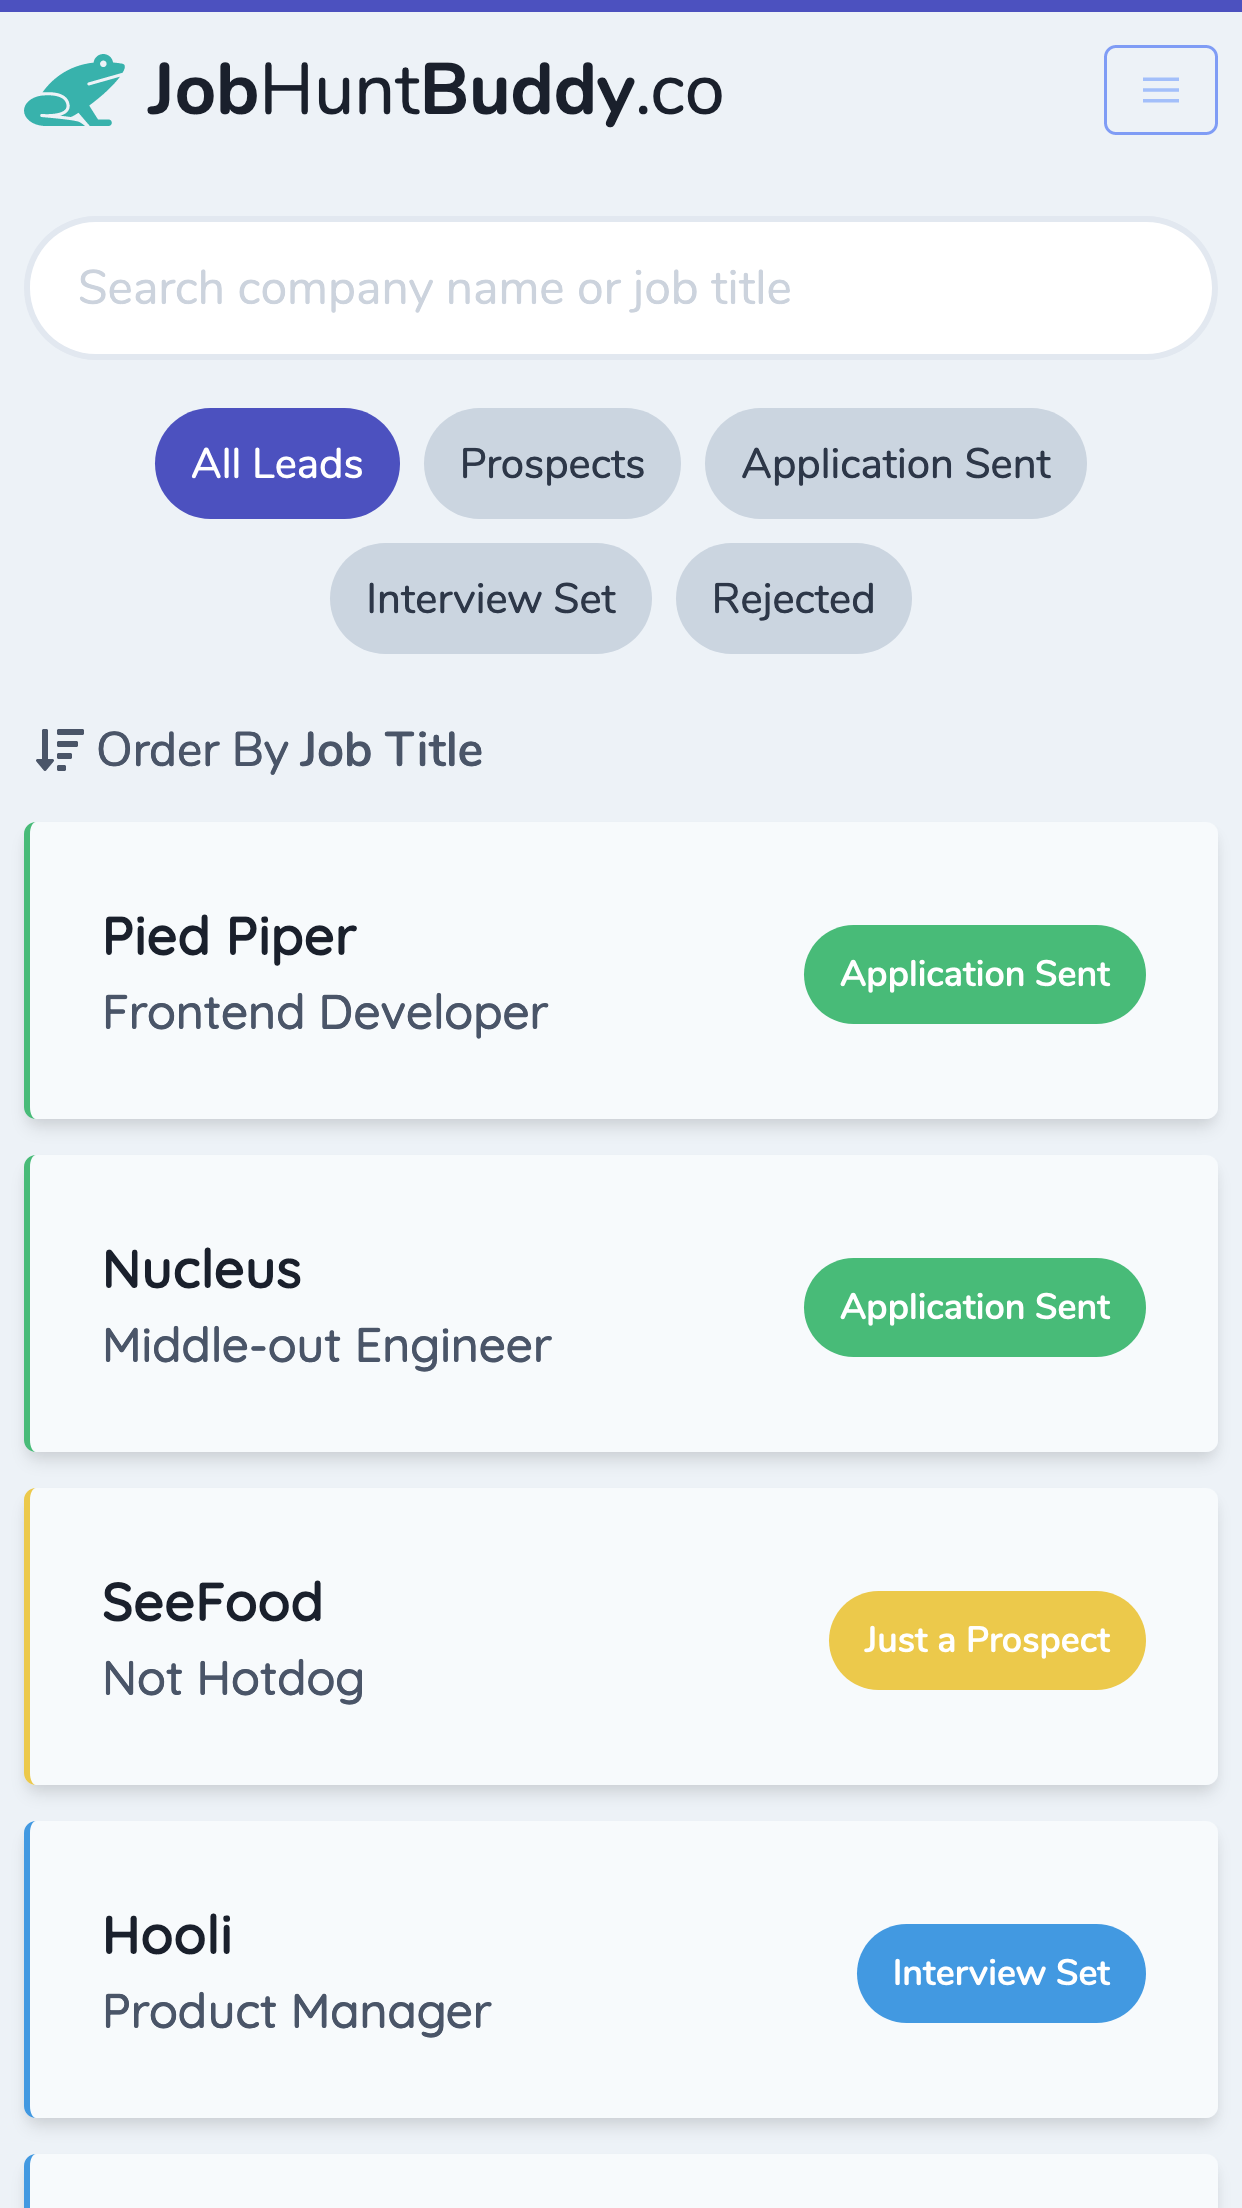 JobHuntBuddy.co
Search company name or job title
All Leads Prospects Application Sent
Interview Set Rejected
Order By Job Title
Pied Piper
Frontend Developer
Application Sent
Nucleus
Middle-out Engineer
Application Sent
SeeFood
Not Hotdog
Just a Prospect
Hooli
Product Manager
Interview Set